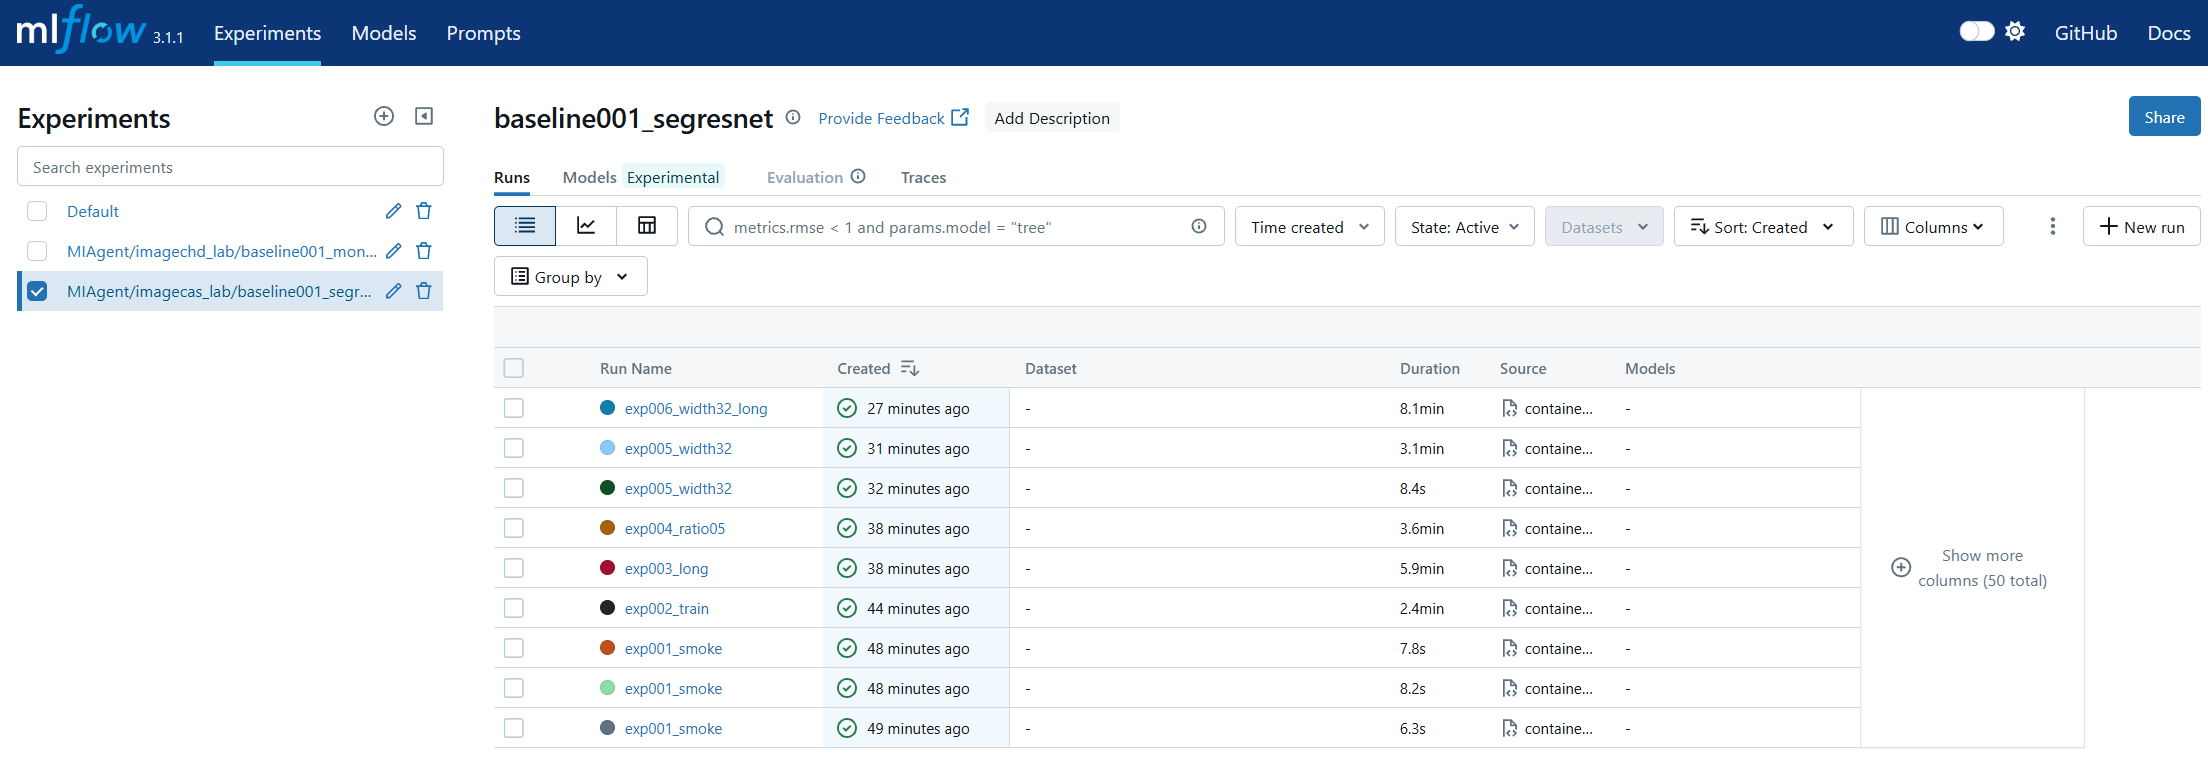 mlflow 3.1.1 Experiments Models Prompts GitHub Docs
Experiments
Search experiments
Default
MIAgent/imagechd_lab/baseline001_mon...
MIAgent/imagecas_lab/baseline001_segr...
baseline001_segresnet Provide Feedback Add Description Share
Runs Models Experimental Evaluation Traces
metrics.rmse < 1 and params.model = "tree" Time created State: Active Datasets Sort: Created Columns New run
Group by
Run Name Created Dataset Duration Source Models
exp006_width32_long 27 minutes ago - 8.1min containe... -
exp005_width32 31 minutes ago - 3.1min containe... -
exp005_width32 32 minutes ago - 8.4s containe... -
exp004_ratio05 38 minutes ago - 3.6min containe... -
exp003_long 38 minutes ago - 5.9min containe... -
exp002_train 44 minutes ago - 2.4min containe... -
exp001_smoke 48 minutes ago - 7.8s containe... -
exp001_smoke 48 minutes ago - 8.2s containe... -
exp001_smoke 49 minutes ago - 6.3s containe... -
Show more
columns (50 total)